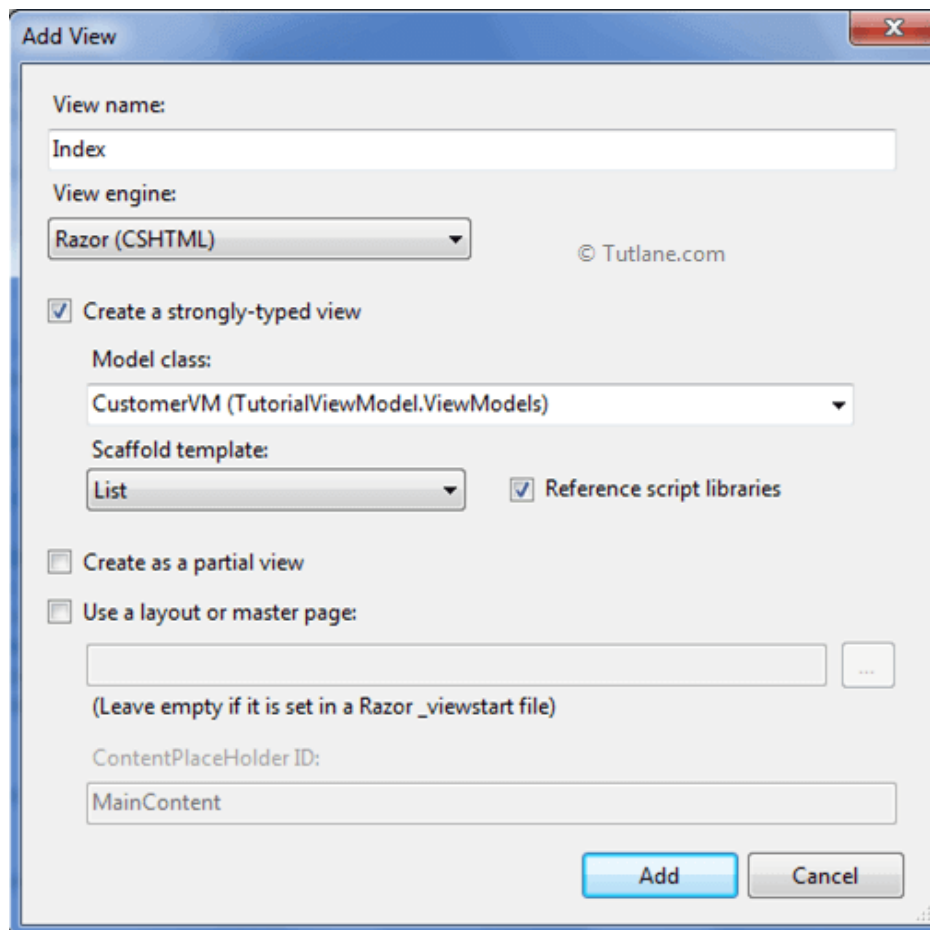 Add View
View name:
Index
View engine:
Razor (CSHTML)
© Tutlane.com
Create a strongly-typed view
Model class:
CustomerVM (TutorialViewModel.ViewModels)
Scaffold template:
List
Reference script libraries
Create as a partial view
Use a layout or master page:
...
(Leave empty if it is set in a Razor _viewstart file)
ContentPlaceHolder ID:
MainContent
Add Cancel